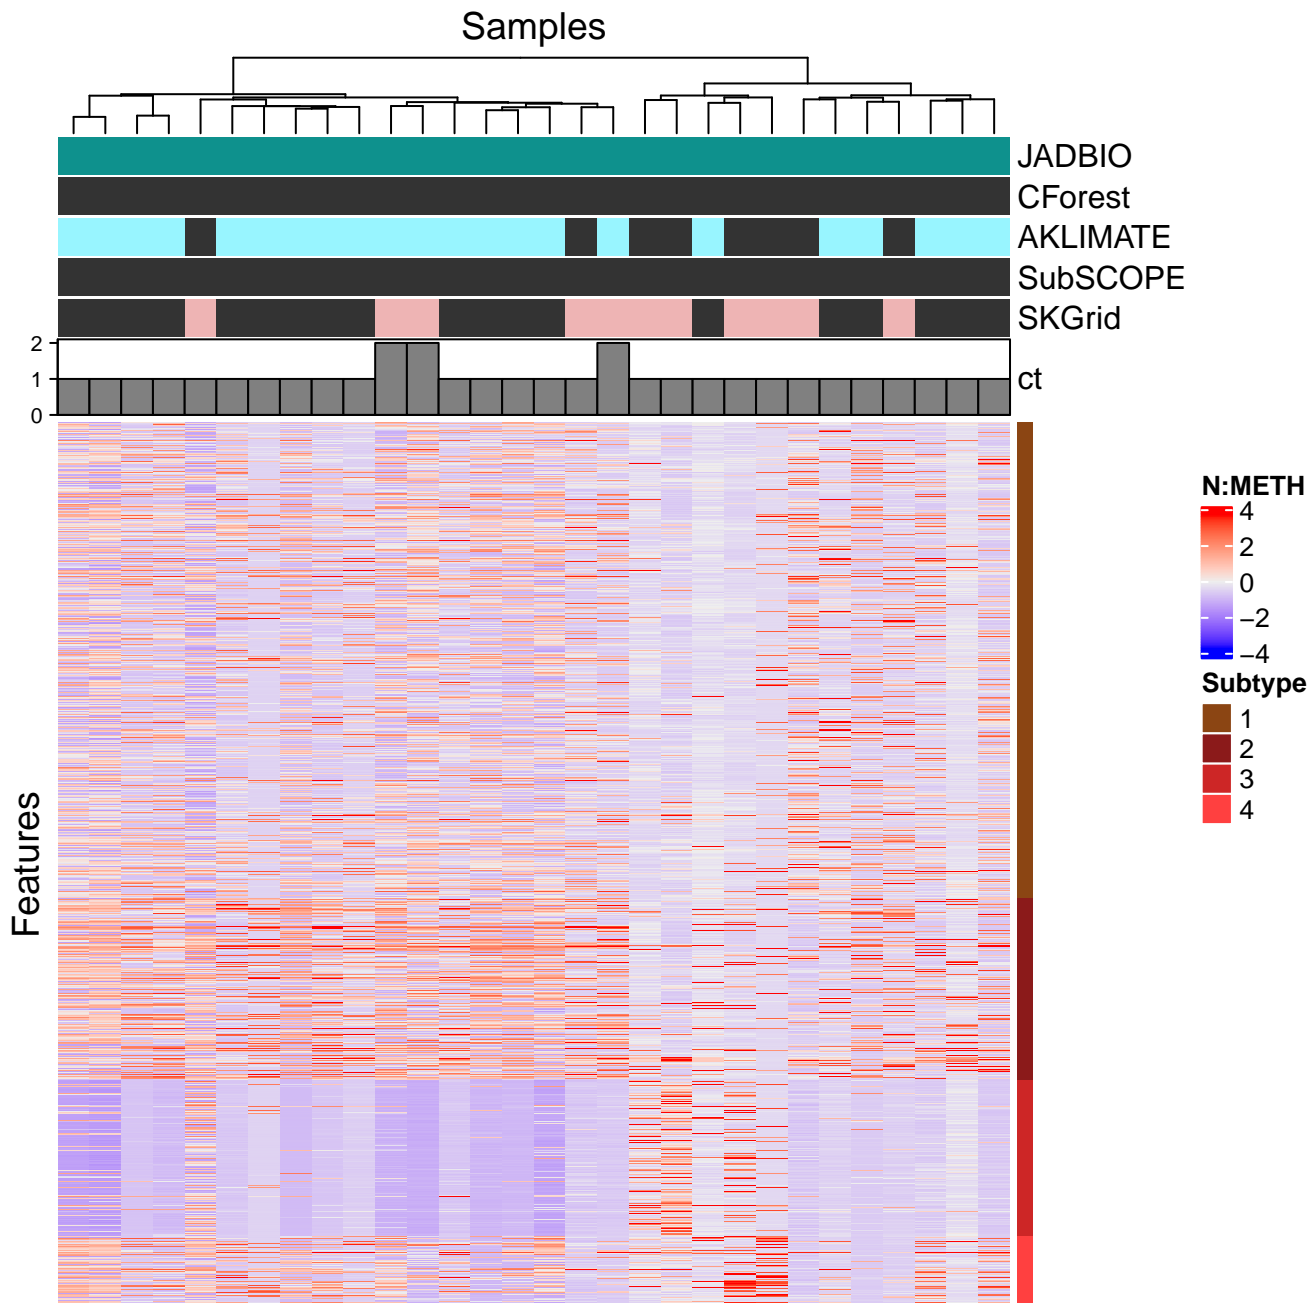 Samples
JADBIO
CForest
AKLIMATE
SubSCOPE
SKGrid
2
1
0
ct
N:METH
4
2
0
−2
−4
Subtype
1
2
3
4
Features